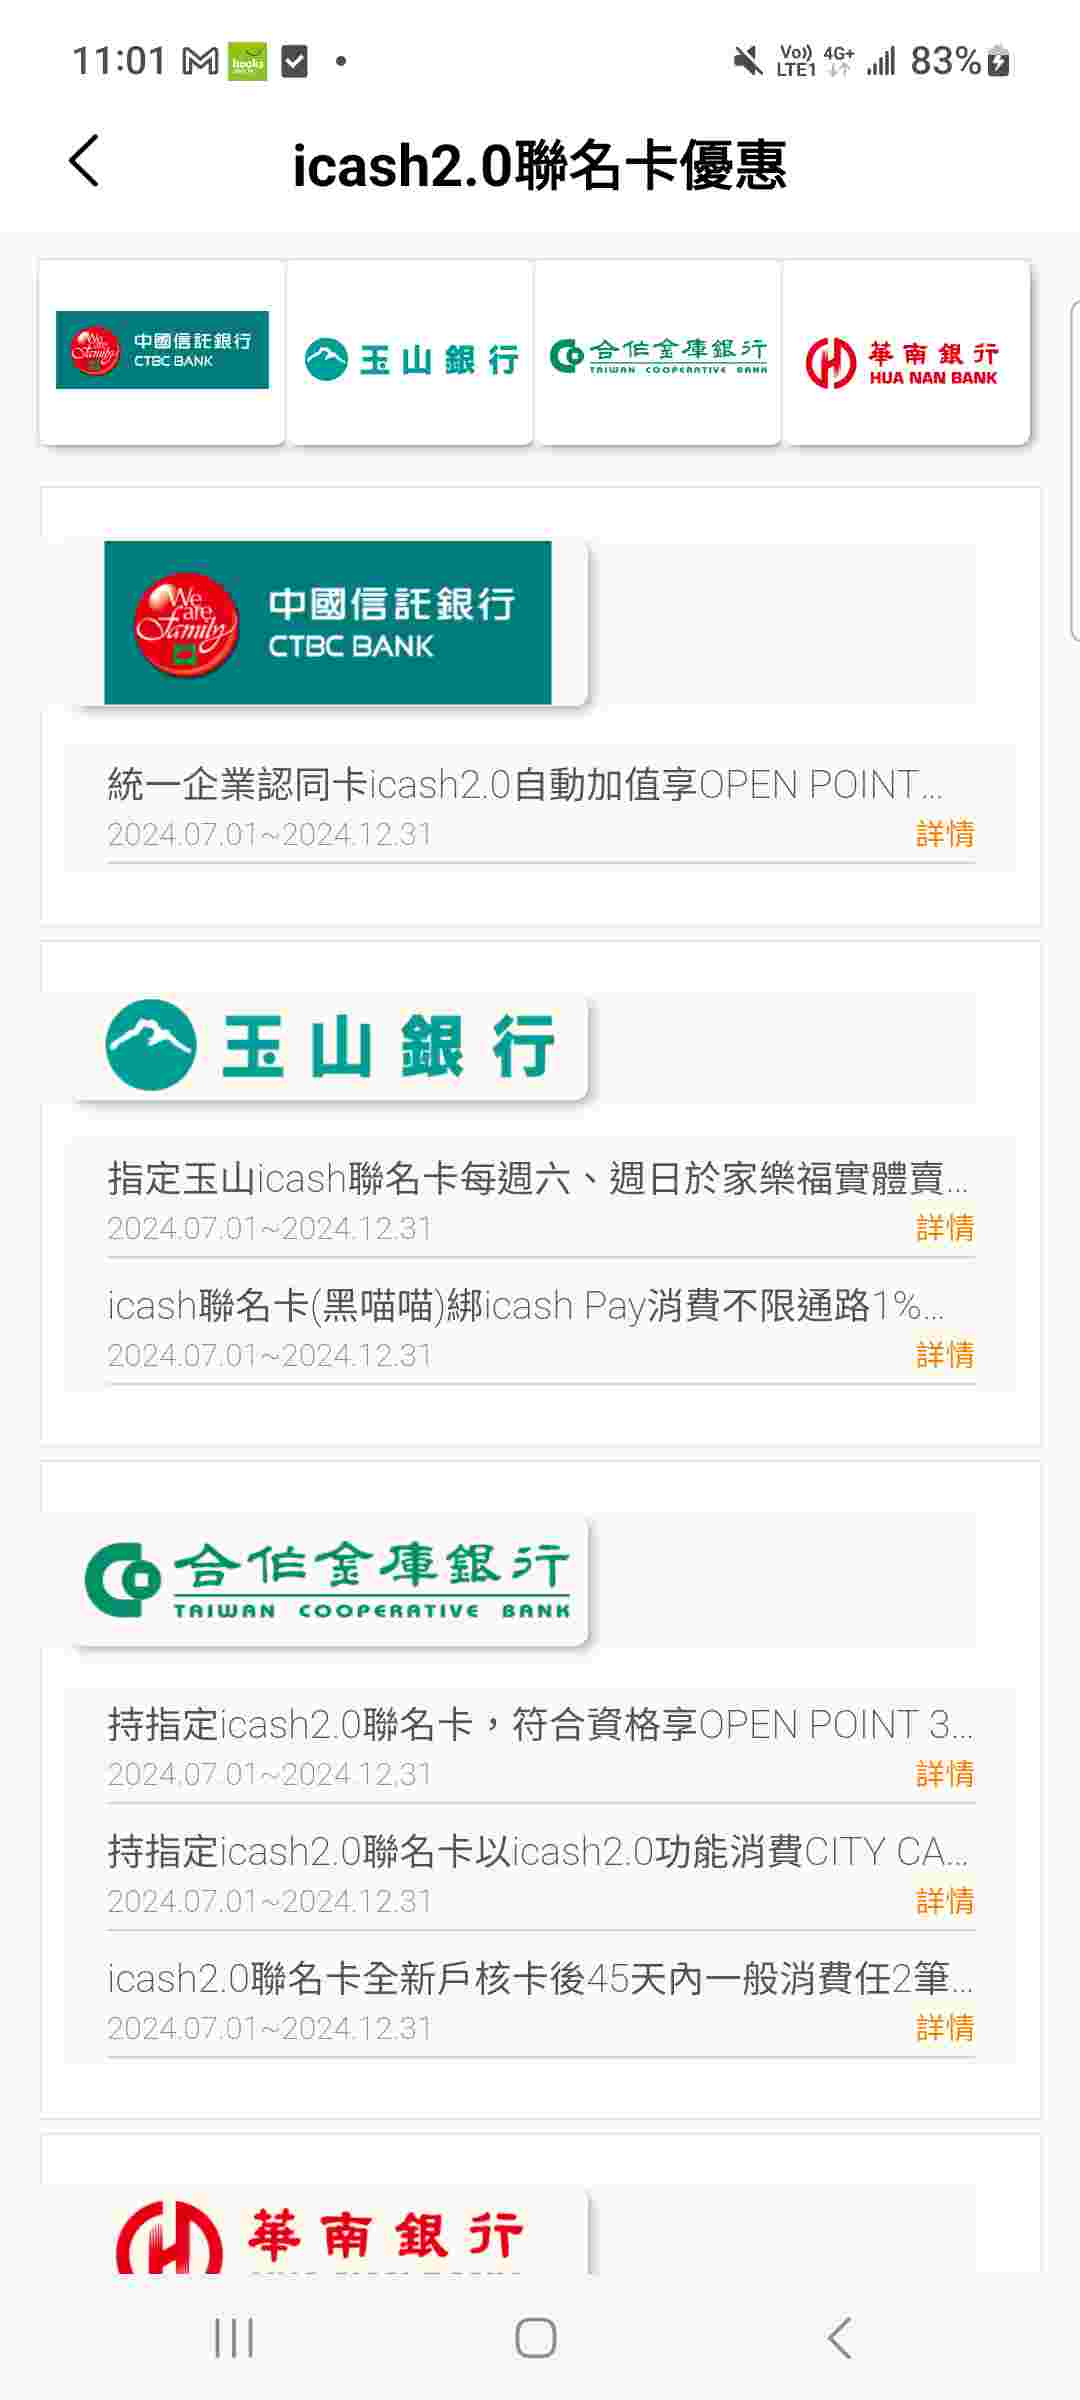 11:01 books Vo)) LTE1 4G+ 83%
icash2.0聯名卡優惠
We are Family 中國信託銀行 CTBC BANK
玉山銀行
合作金庫銀行 TAIWAN COOPERATIVE BANK
華南銀行 HUA NAN BANK
We are Family
中國信託銀行
CTBC BANK
統一企業認同卡icash2.0自動加值享OPEN POINT...
2024.07.01~2024.12.31 詳情
玉山銀行
指定玉山icash聯名卡每週六、週日於家樂福實體賣...
2024.07.01~2024.12.31 詳情
icash聯名卡(黑喵喵)綁icash Pay消費不限通路1%...
2024.07.01~2024.12.31 詳情
合作金庫銀行
TAIWAN COOPERATIVE BANK
持指定icash2.0聯名卡，符合資格享OPEN POINT 3...
2024.07.01~2024.12.31 詳情
持指定icash2.0聯名卡以icash2.0功能消費CITY CA...
2024.07.01~2024.12.31 詳情
icash2.0聯名卡全新戶核卡後45天內一般消費任2筆...
2024.07.01~2024.12.31 詳情
華南銀行